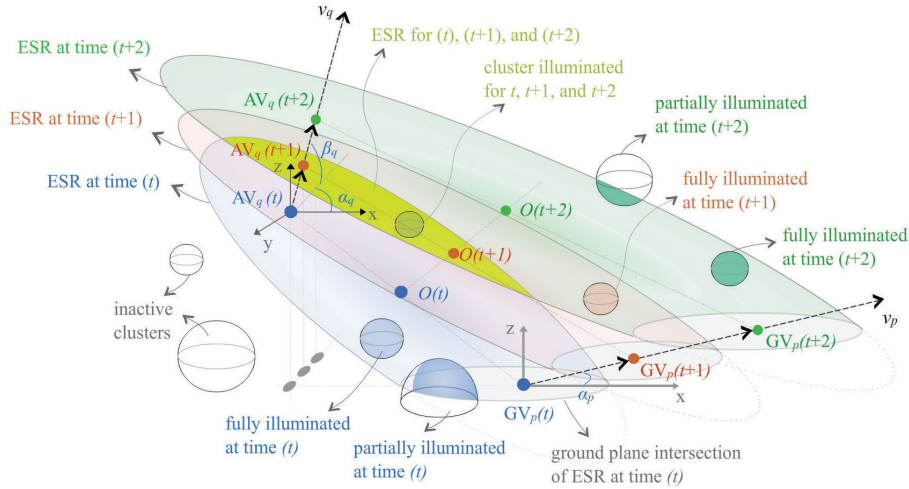 v_q
ESR at time (t+2)
ESR for (t), (t+1), and (t+2)
cluster illuminated
for t, t+1, and t+2
AV_q (t+2)
partially illuminated
at time (t+2)
ESR at time (t+1)
AV_q (t+1)
β_q
z
ESR at time (t)
fully illuminated
at time (t+1)
AV_q (t)
α_q
x
y
O(t+2)
fully illuminated
at time (t+2)
O(t+1)
O(t)
inactive
clusters
v_p
z
GV_p(t+2)
GV_p(t+1)
α_p
x
GV_p(t)
fully illuminated
at time (t)
partially illuminated
at time (t)
ground plane intersection
of ESR at time (t)